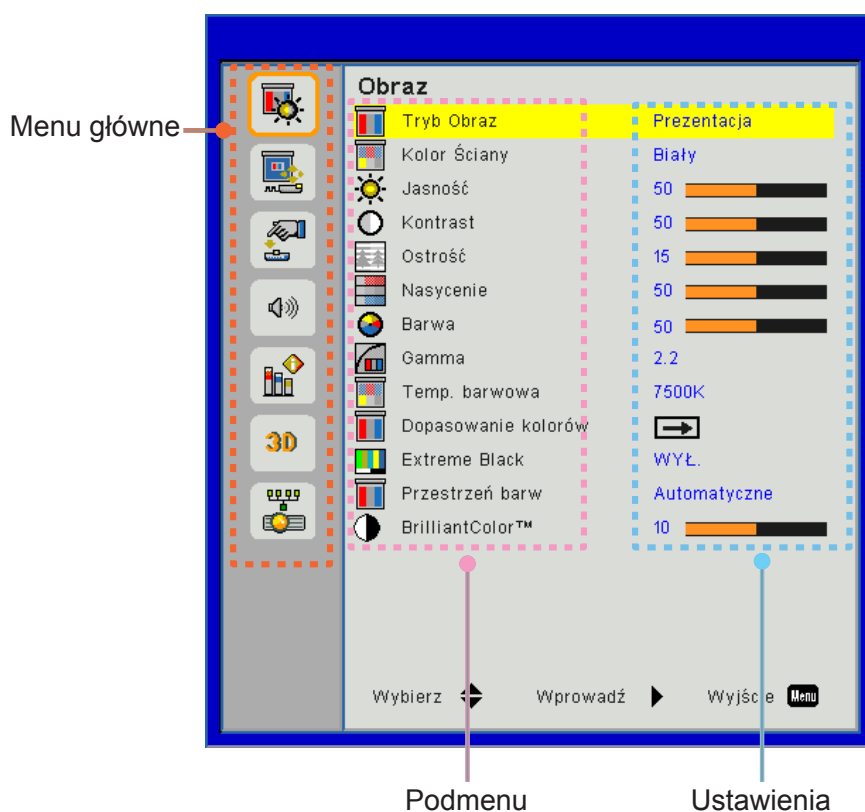 Obraz
Menu główne
Tryb Obraz Prezentacja
Kolor Ściany Biały
Jasność 50
Kontrast 50
Ostrość 15
Nasycenie 50
Barwa 50
Gamma 2.2
Temp. barwowa 7500K
Dopasowanie kolorów
3D
Extreme Black WYŁ.
Przestrzeń barw Automatyczne
BrilliantColor™ 10
Wybierz Wprowadź Wyjście Menu
Podmenu Ustawienia